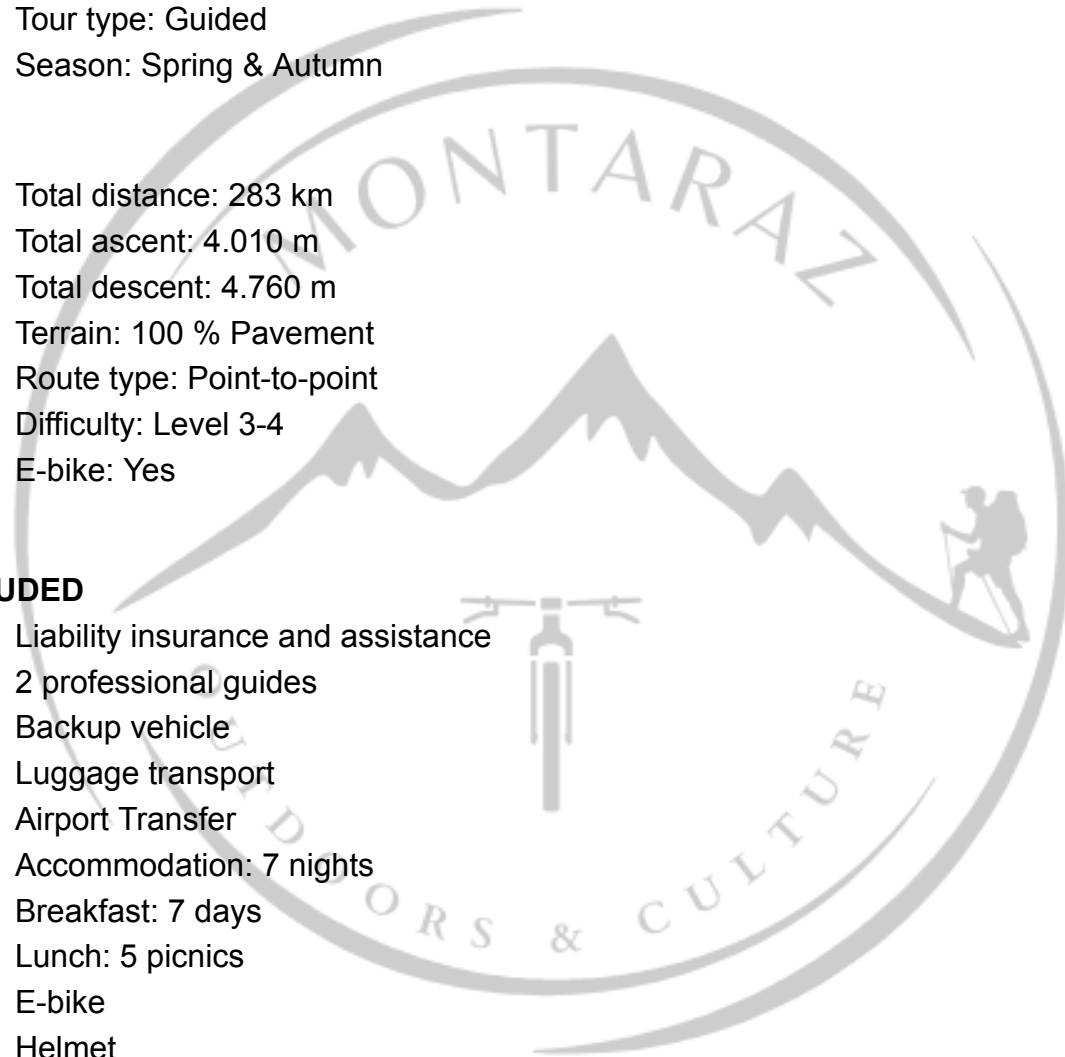 Tour type: Guided
Season: Spring & Autumn
MONTARAZ
Total distance: 283 km
Total ascent: 4.010 m
Total descent: 4.760 m
Terrain: 100 % Pavement
Route type: Point-to-point
Difficulty: Level 3-4
E-bike: Yes
UDED
Liability insurance and assistance
2 professional guides
Backup vehicle
Luggage transport
Airport Transfer
Accommodation: 7 nights
Breakfast: 7 days
Lunch: 5 picnics
E-bike
Helmet
OUTDOORS & CULTURE